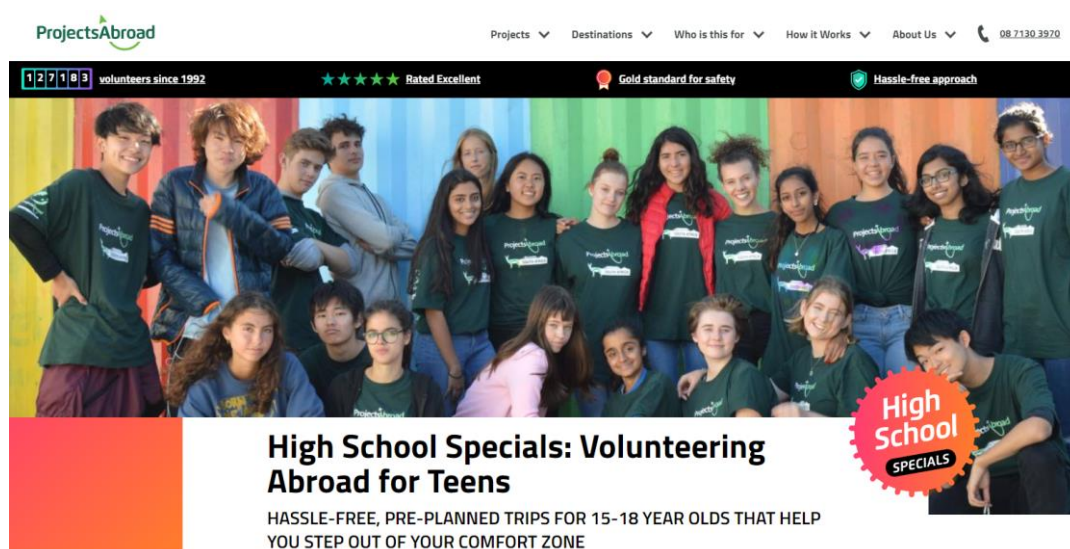 ProjectsAbroad
Projects Destinations Who is this for How it Works About Us 08 7130 3970
127183 volunteers since 1992 Rated Excellent Gold standard for safety Hassle-free approach
High
School
SPECIALS
High School Specials: Volunteering
Abroad for Teens
HASSLE-FREE, PRE-PLANNED TRIPS FOR 15-18 YEAR OLDS THAT HELP
YOU STEP OUT OF YOUR COMFORT ZONE